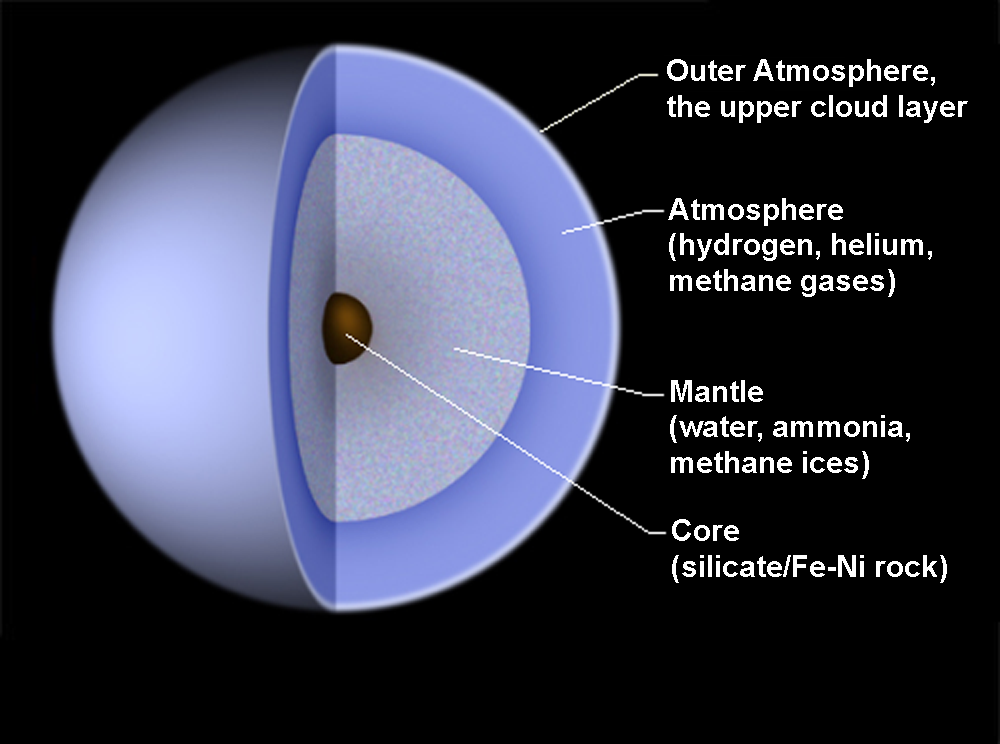 Outer Atmosphere,
the upper cloud layer
Atmosphere
(hydrogen, helium,
methane gases)
Mantle
(water, ammonia,
methane ices)
Core
(silicate/Fe-Ni rock)